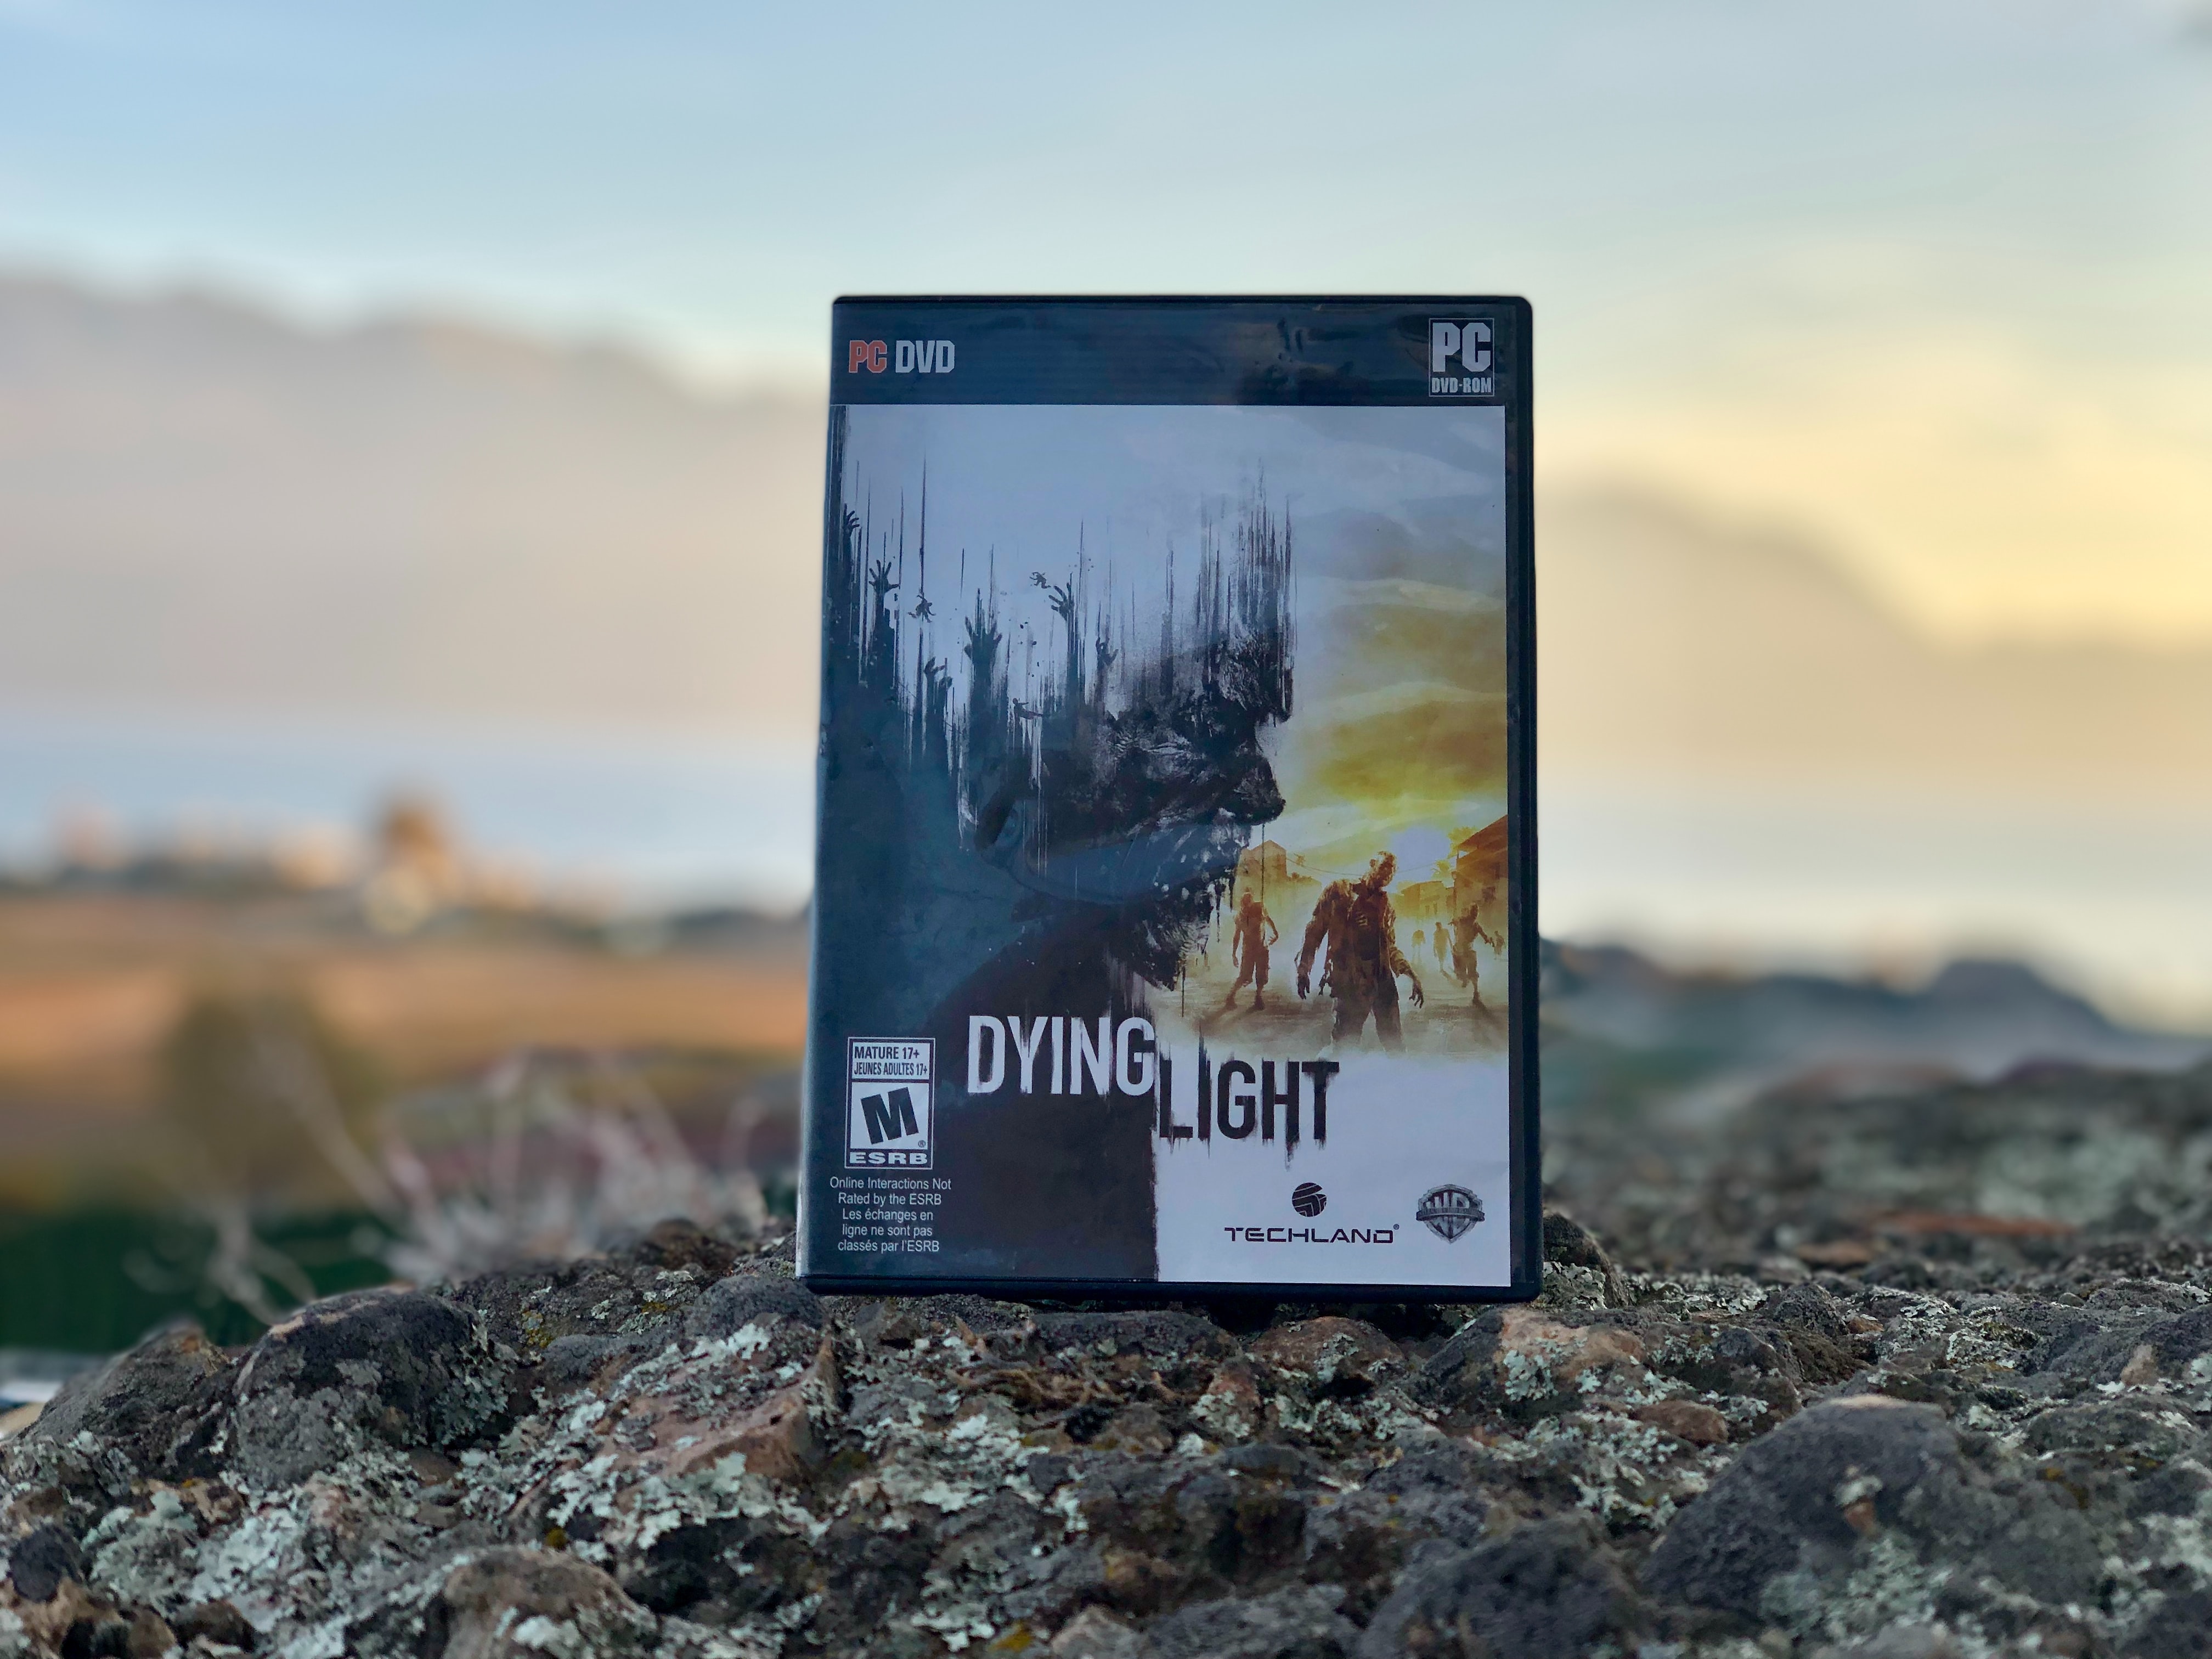 PC DVD
PC
DVD-ROM
DYING
LIGHT
MATURE 17+
JEUNES ADULTES 17+
M®
ESRB
Online Interactions Not
Rated by the ESRB
Les échanges en
ligne ne sont pas
classés par l'ESRB
TECHLAND®
WB